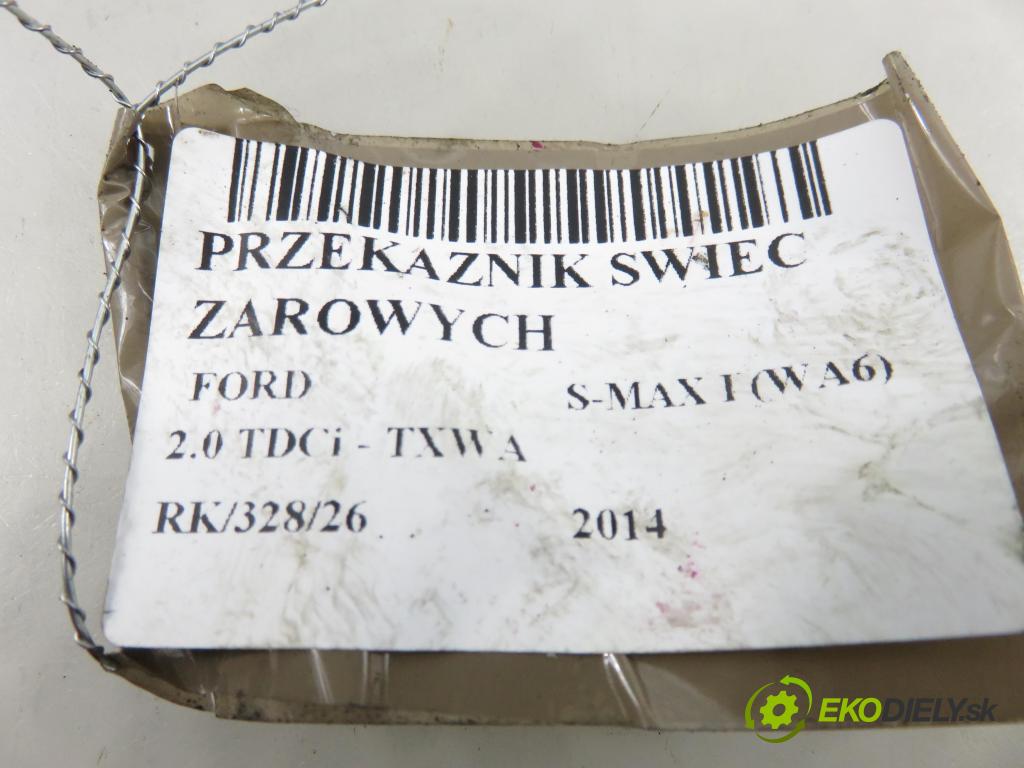 PRZEKAZNIK SWIEC
ZAROWYCH
FORD S-MAX I (WA6)
2.0 TDCi - TXWA
RK/328/26 2014
EKODIELY.sk